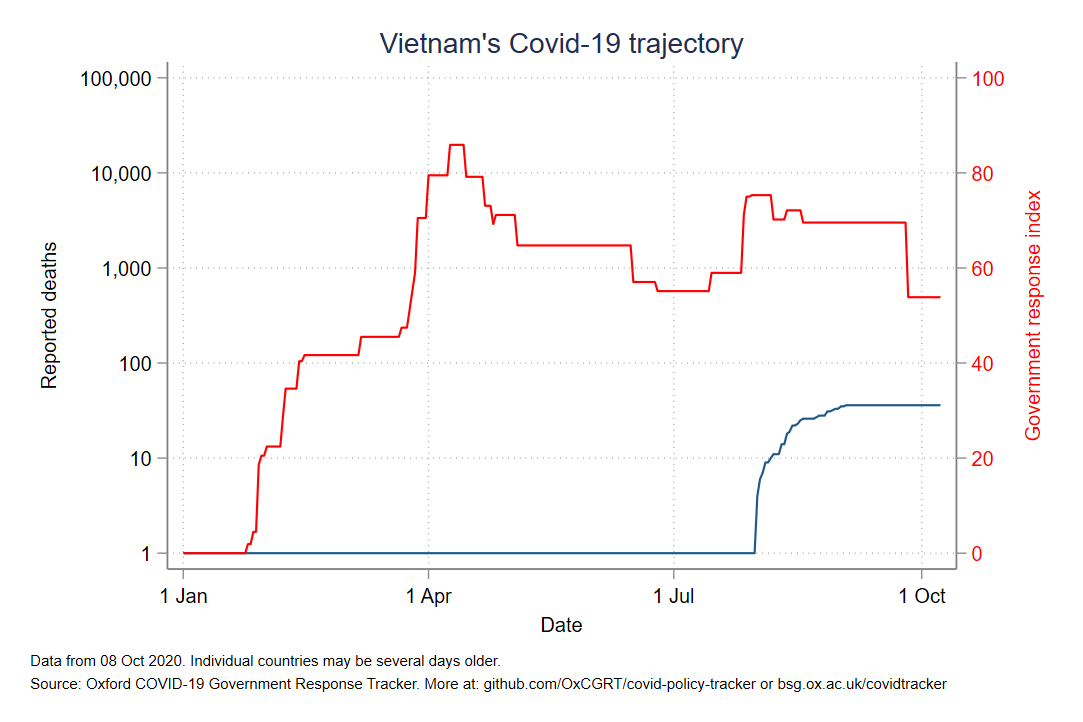 Vietnam's Covid-19 trajectory
100,000
10,000
1,000
100
10
1
Reported deaths
100
80
60
40
20
0
Government response index
1 Jan
1 Apr
1 Jul
1 Oct
Date
Data from 08 Oct 2020. Individual countries may be several days older.
Source: Oxford COVID-19 Government Response Tracker. More at: github.com/OxCGRT/covid-policy-tracker or bsg.ox.ac.uk/covidtracker